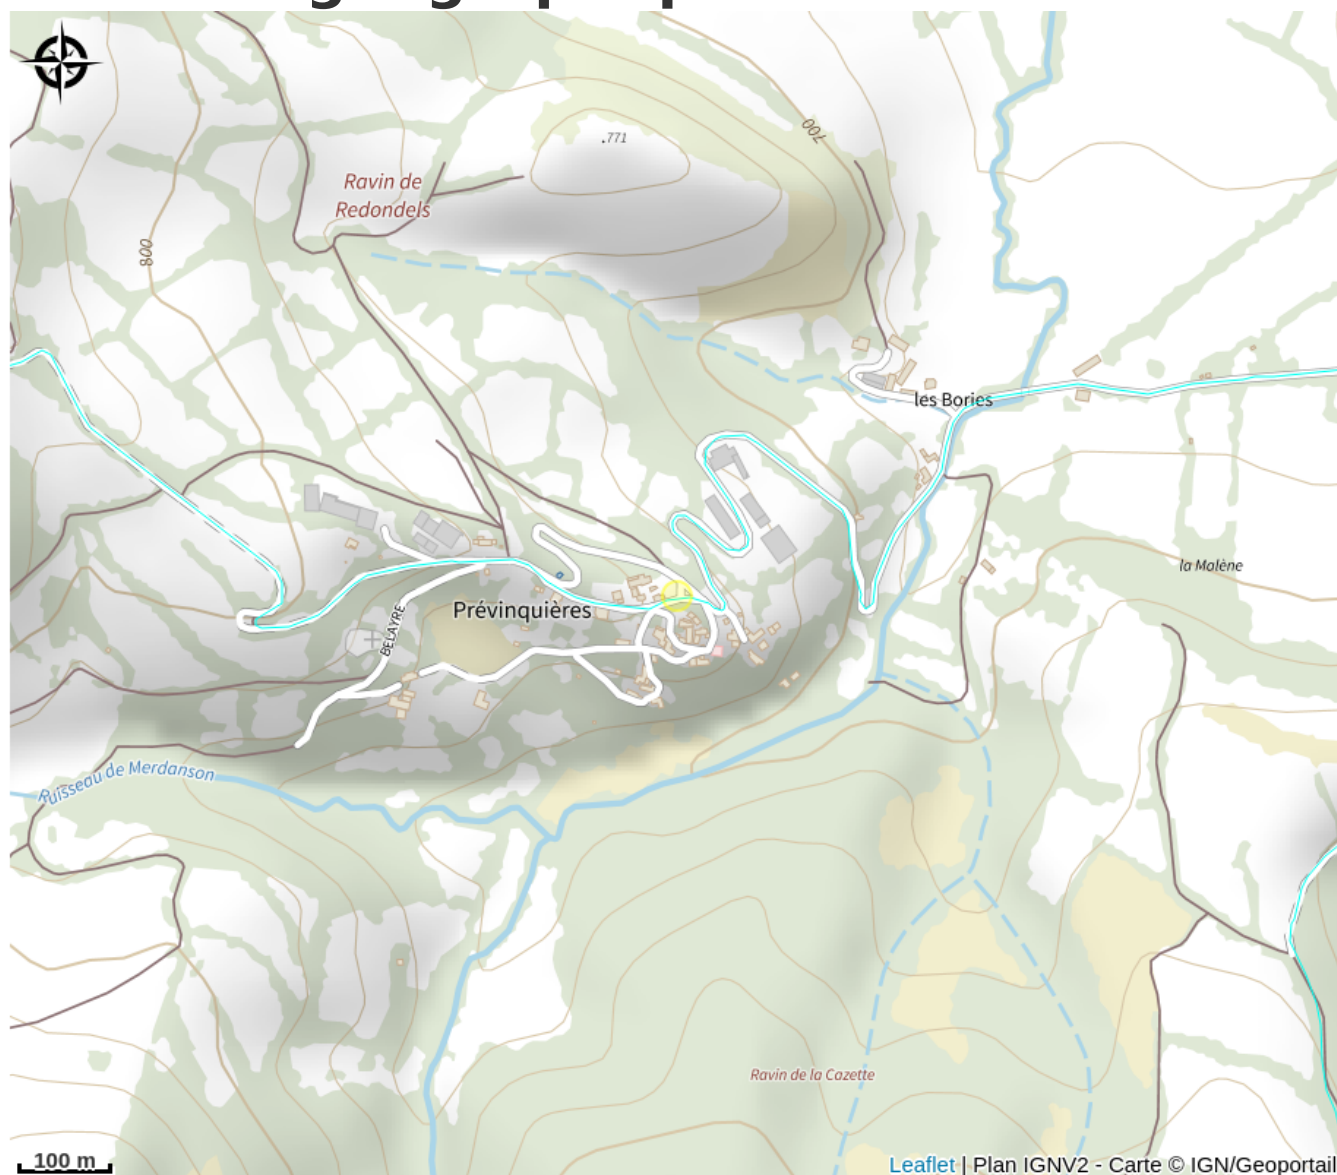 .771
700
Ravin de
Redondels
800
les Bories
la Malène
Prévinquières
BELAYRE
Ruisseau de Merdanson
Ravin de la Cazette
100 m
Leaflet | Plan IGNV2 - Carte © IGN/Geoportail